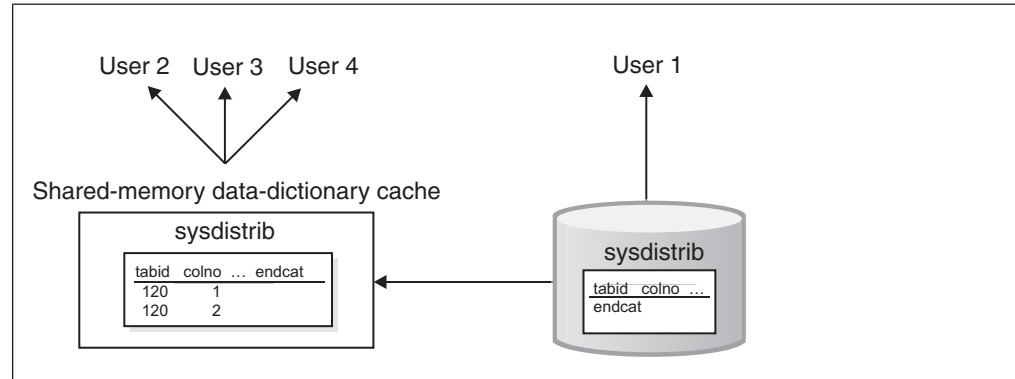 User 2 User 3 User 4
User 1
Shared-memory data-dictionary cache
sysdistrib
tabid colno … endcat
120 1
120 2
sysdistrib
tabid colno …
endcat